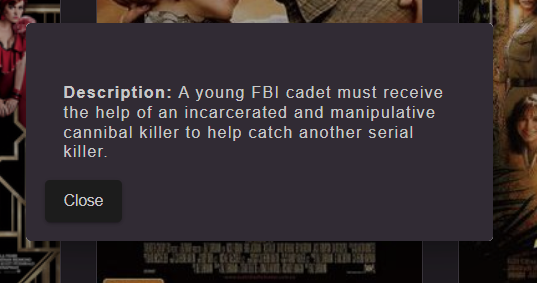 Description: A young FBI cadet must receive
the help of an incarcerated and manipulative
cannibal killer to help catch another serial
killer.
Close